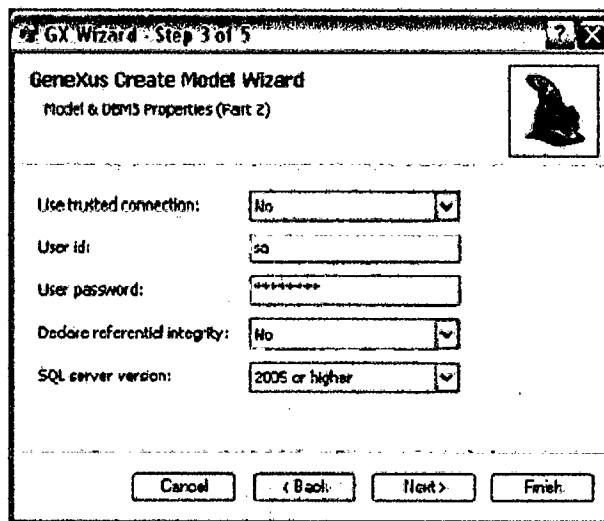 GX Wizard - Step 3 of 5
GeneXus Create Model Wizard
Model & DBMS Properties (Part 2)
Use trusted connection: No
User id: sa
User password: ********
Declare referential integrity: No
SQL server version: 2005 or higher
Cancel < Back Next > Finish